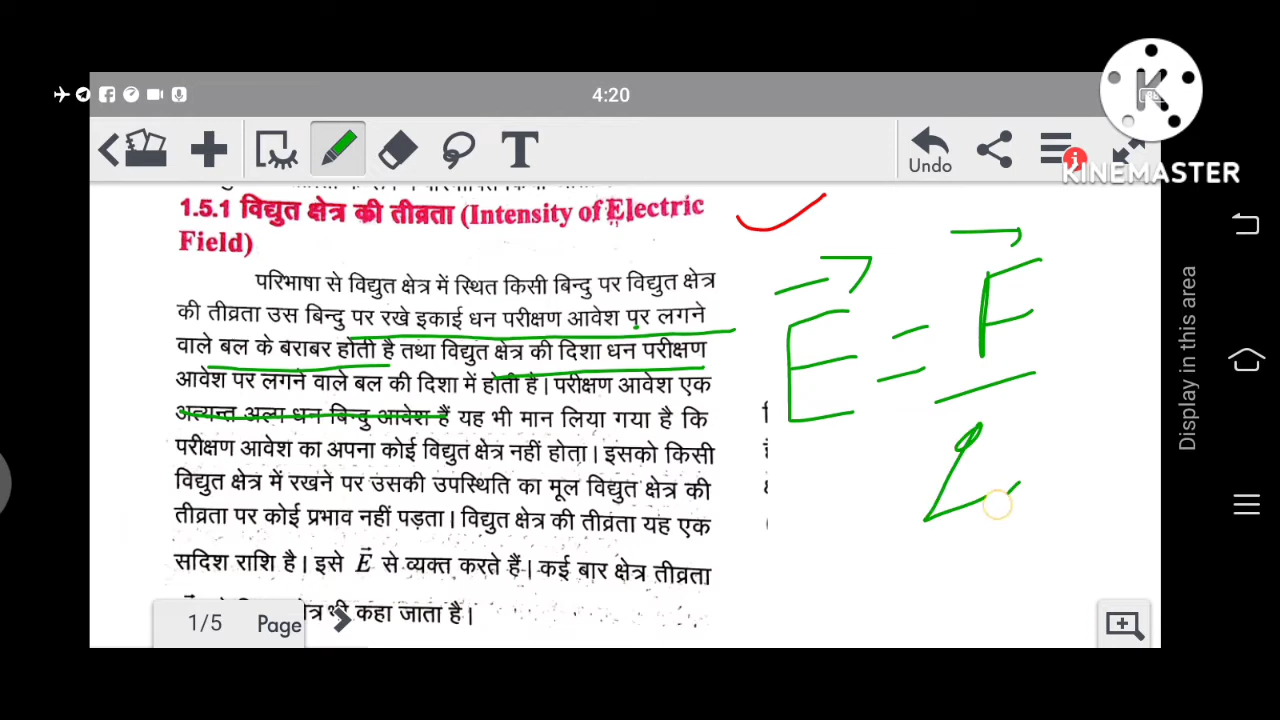 4:20
Undo
KINEMASTER
1.5.1 विद्युत क्षेत्र की तीव्रता (Intensity of Electric
Field)
परिभाषा से विद्युत क्षेत्र में स्थित किसी बिन्दु पर विद्युत क्षेत्र
की तीव्रता उस बिन्दु पर रखे इकाई धन परीक्षण आवेश पर लगने
वाले बल के बराबर होती है तथा विद्युत क्षेत्र की दिशा धन परीक्षण
आवेश पर लगने वाले बल की दिशा में होती है। परीक्षण आवेश एक
अत्यन्त अल्प धन बिन्दु आवेश हैं यह भी मान लिया गया है कि
परीक्षण आवेश का अपना कोई विद्युत क्षेत्र नहीं होता। इसको किसी
विद्युत क्षेत्र में रखने पर उसकी उपस्थिति का मूल विद्युत क्षेत्र की
तीव्रता पर कोई प्रभाव नहीं पड़ता। विद्युत क्षेत्र की तीव्रता यह एक
सदिश राशि है। इसे E⃗ से व्यक्त करते हैं। कई बार क्षेत्र तीव्रता
भी कहा जाता है।
E⃗ = F⃗
1/5 Page
Display in this area